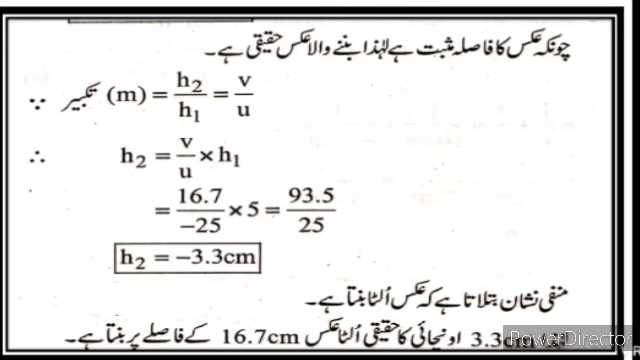 چونکہ عکس کا فاصلہ مثبت ہے لہٰذا بننے والا عکس حقیقی ہے۔
∵ تکبیر (m) = h₂/h₁ = v/u
∴ h₂ = v/u × h₁
= 16.7/−25 × 5 = 93.5/25
h₂ = −3.3cm
منفی نشان بتلاتا ہے کہ عکس اُلٹا بنتا ہے۔
3.3cm اونچائی کا حقیقی اُلٹا عکس 16.7cm کے فاصلے پر بنتا ہے۔
PowerDirector